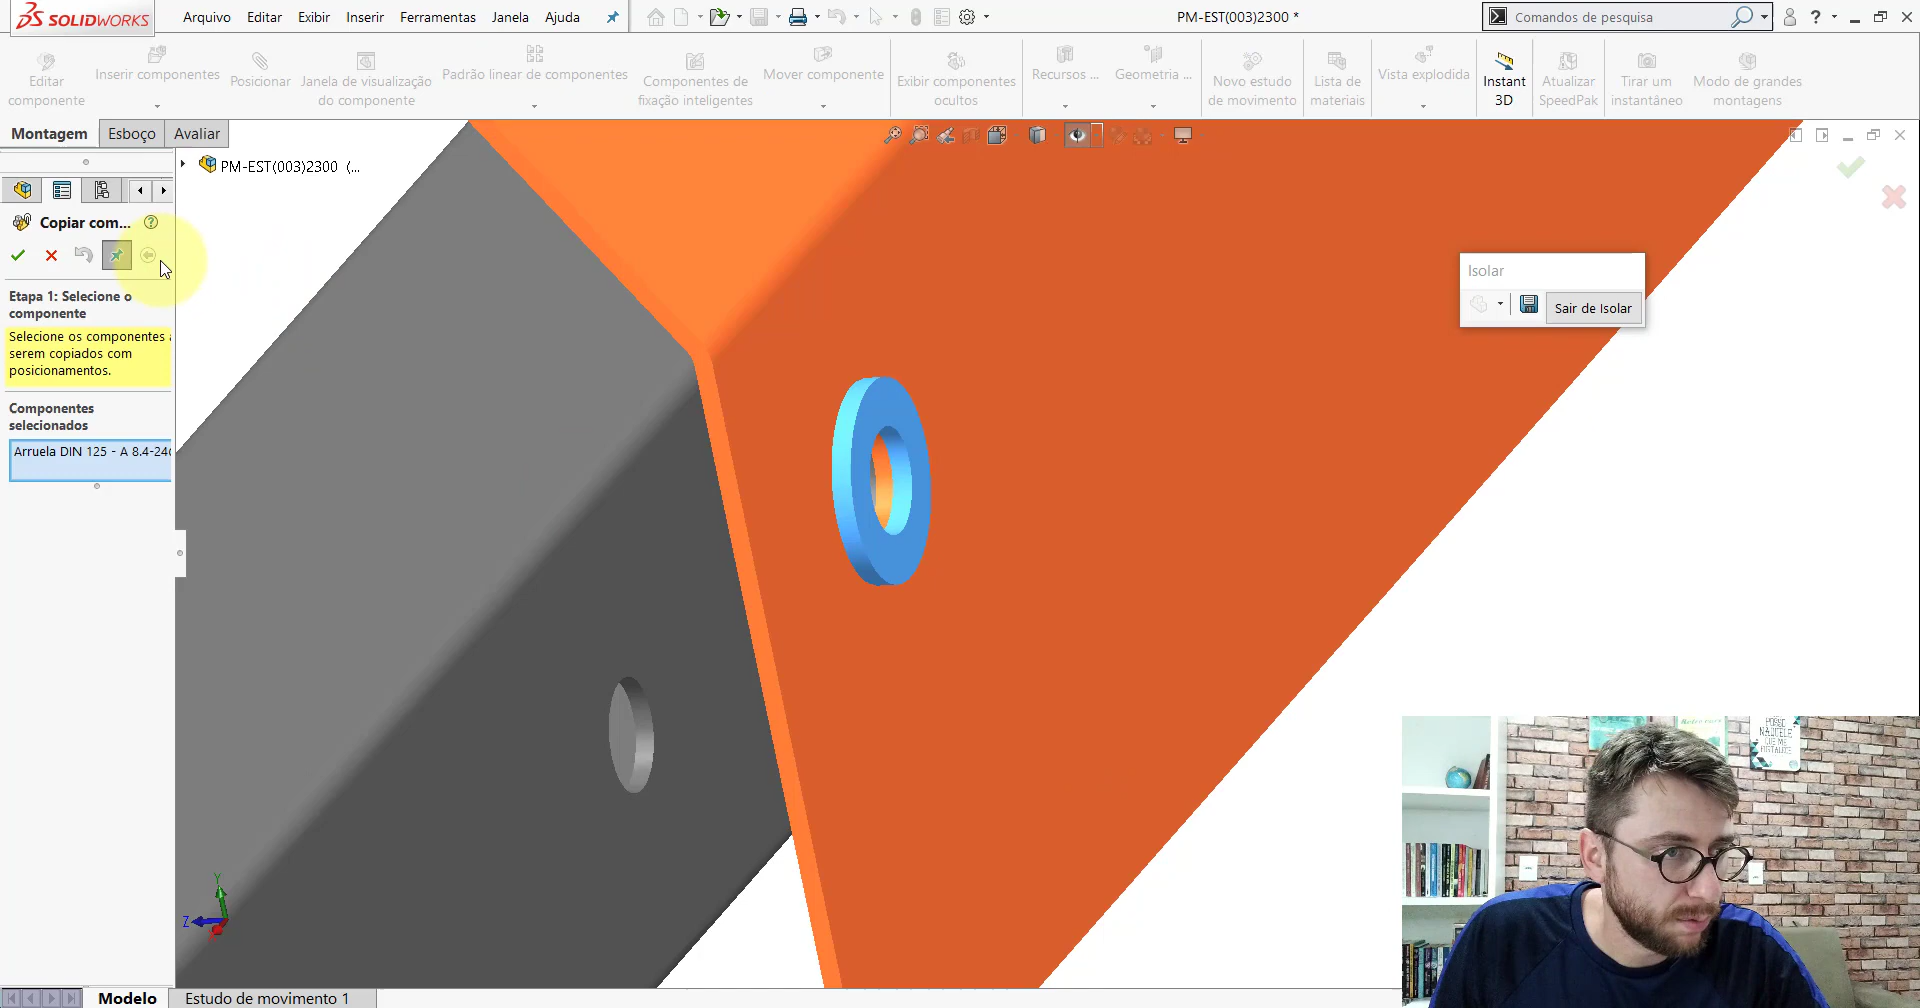 SOLIDWORKS
Arquivo Editar Exibir Inserir Ferramentas Janela Ajuda
PM-EST(003)2300 *
Comandos de pesquisa
Editar componente
Inserir componentes
Posicionar
Janela de visualização do componente
Padrão linear de componentes
Componentes de fixação inteligentes
Mover componente
Exibir componentes ocultos
Recursos ...
Geometria ...
Novo estudo de movimento
Lista de materiais
Vista explodida
Instant 3D
Atualizar SpeedPak
Tirar um instantâneo
Modo de grandes montagens
Montagem Esboço Avaliar
PM-EST(003)2300 (...
Copiar com...
Etapa 1: Selecione o
componente
Selecione os componentes a
serem copiados com
posicionamentos.
Componentes
selecionados
Arruela DIN 125 - A 8.4-24
Isolar
Sair de Isolar
POSSE
NAQUELE
QUE ME
FORTALECE
Y
Z
Modelo Estudo de movimento 1